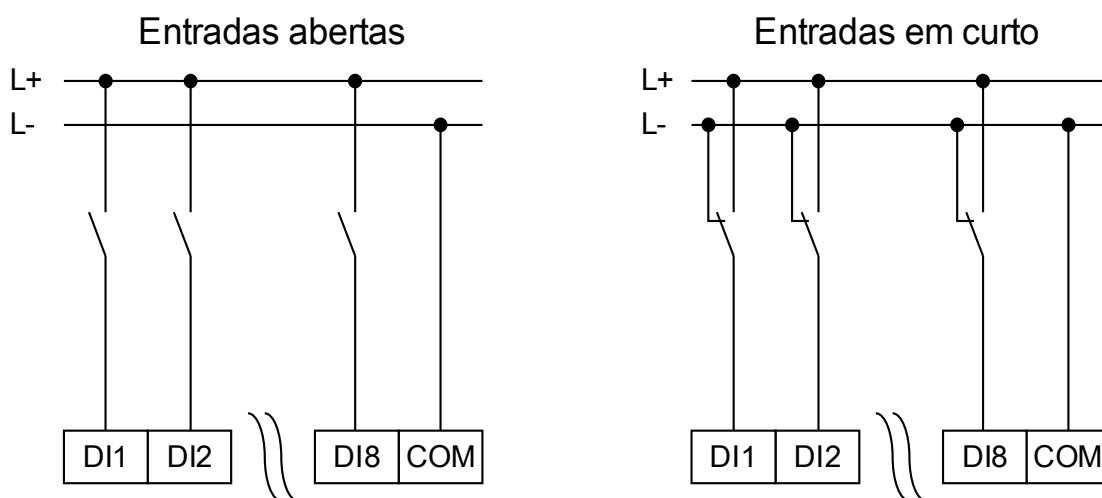 Entradas abertas
L+
L-
DI1 DI2 DI8 COM
Entradas em curto
L+
L-
DI1 DI2 DI8 COM